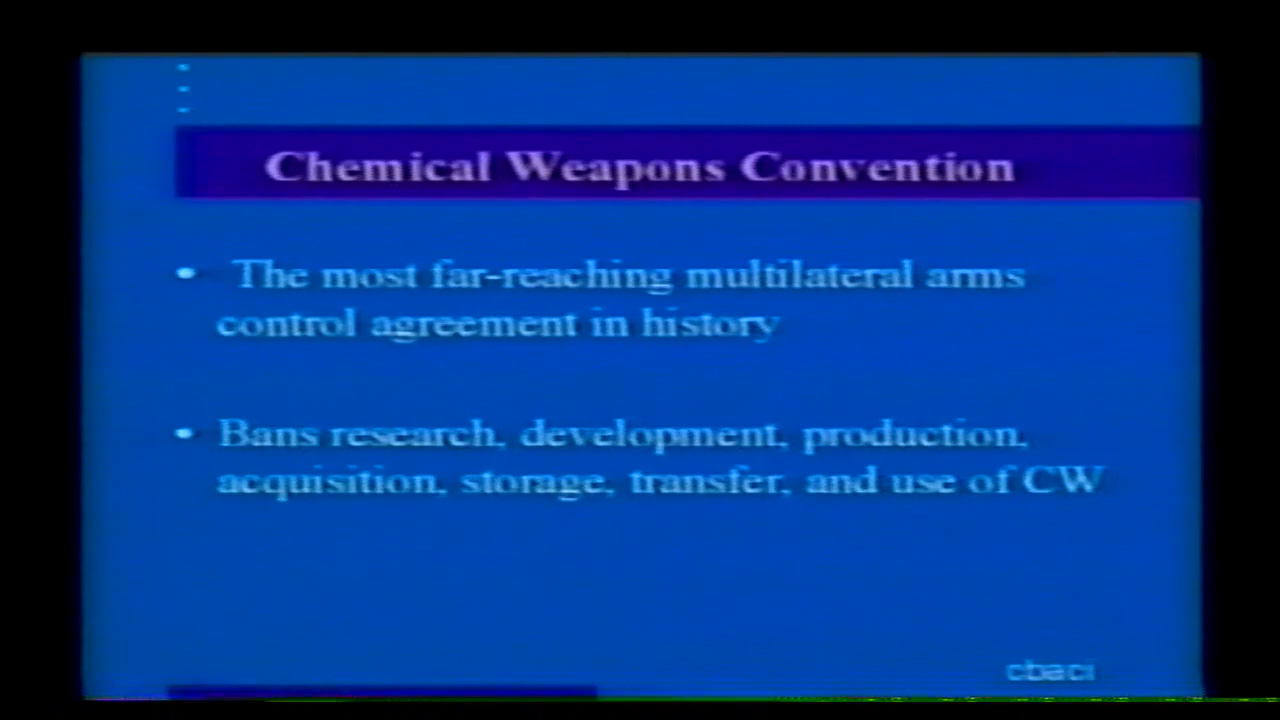 Chemical Weapons Convention
• The most far-reaching multilateral arms
control agreement in history
• Bans research, development, production,
acquisition, storage, transfer, and use of CW
cbaci